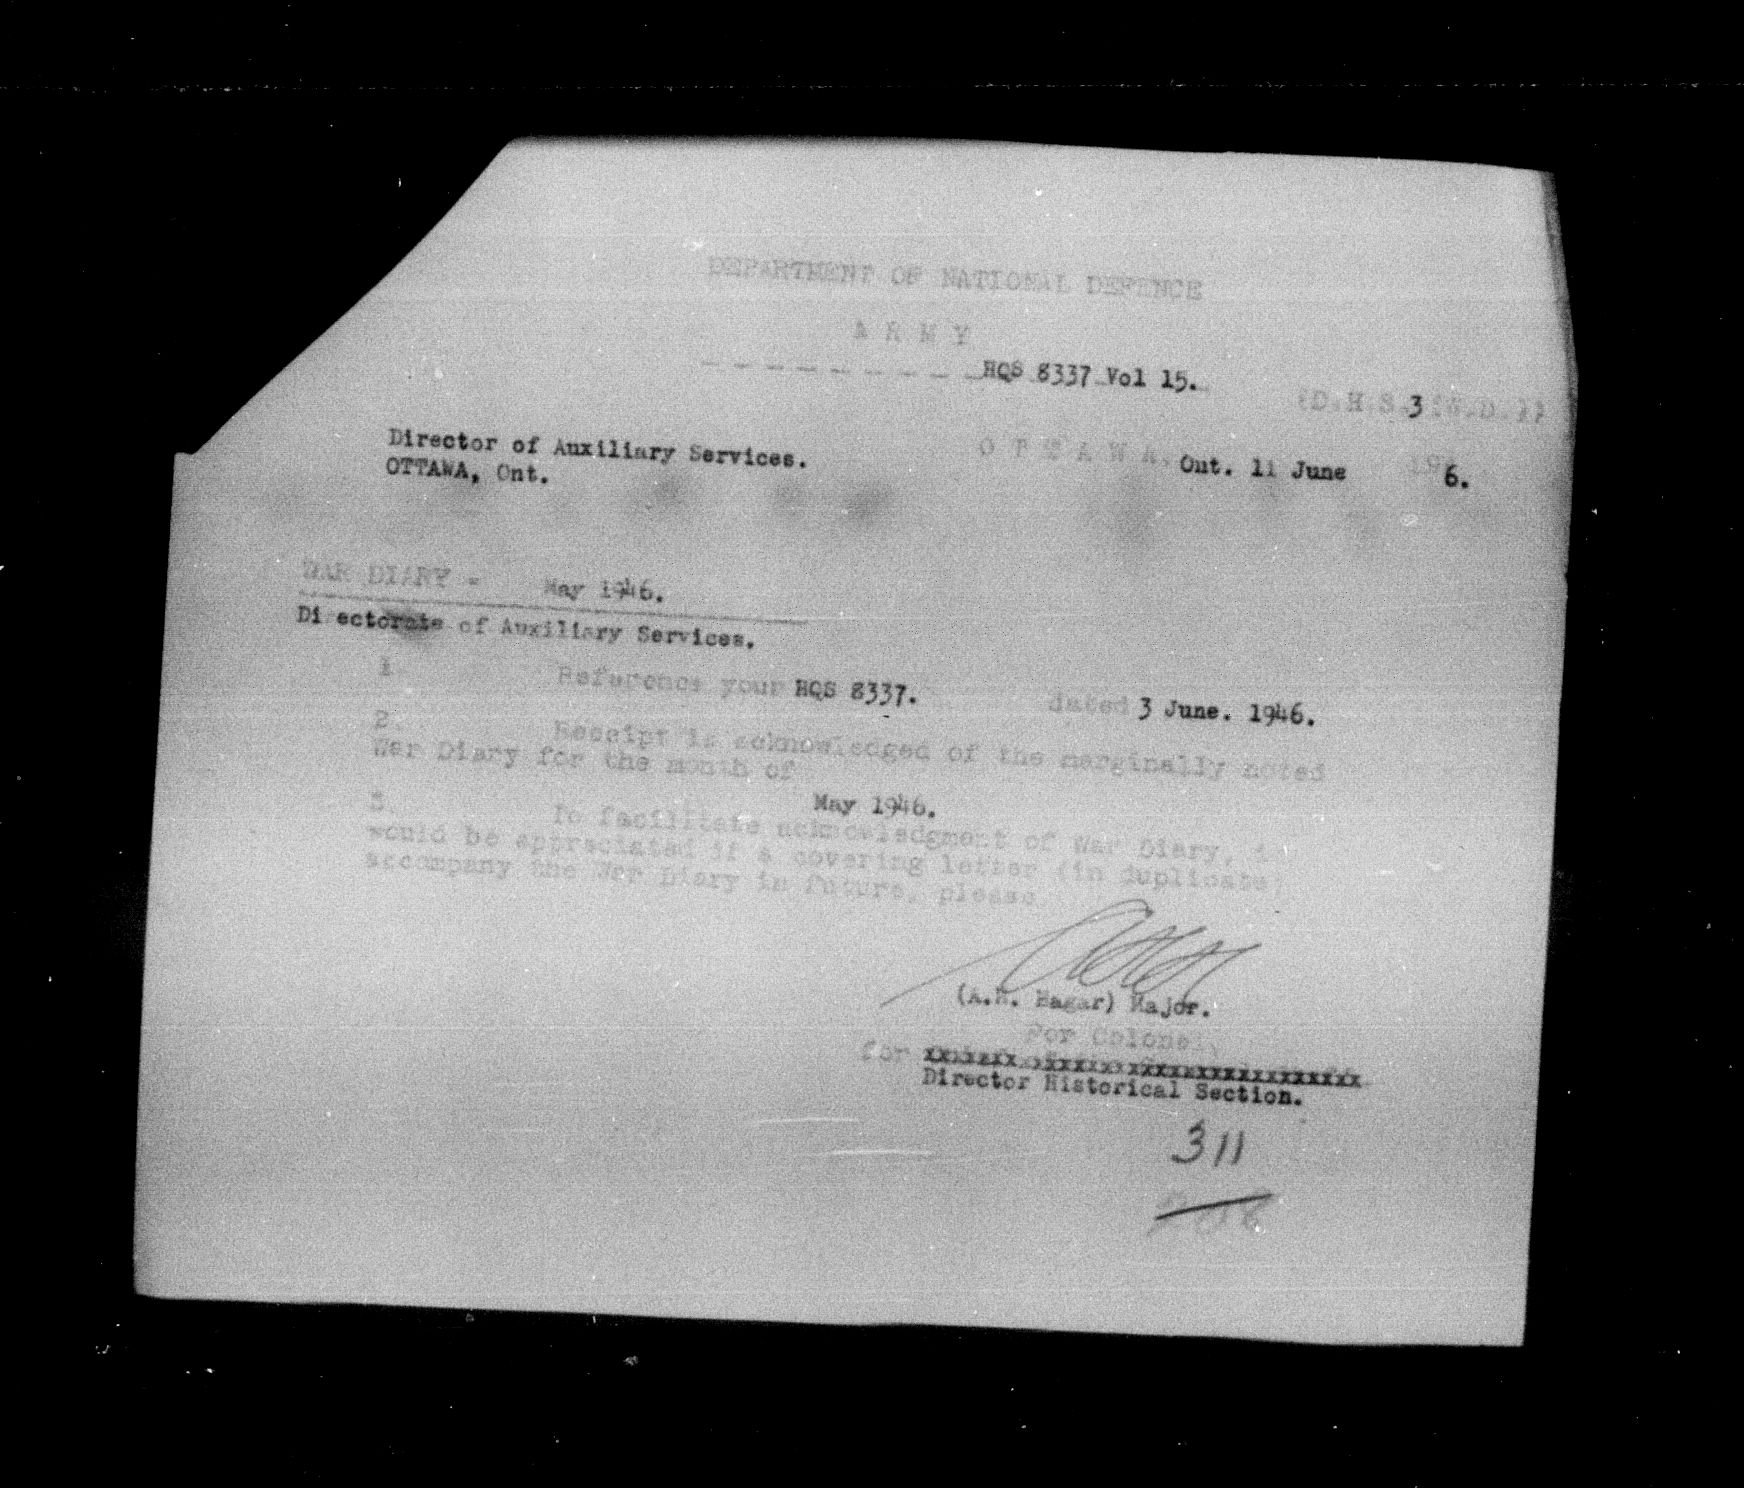 DEPARTMENT OF NATIONAL DEFENCE
A R M Y
HQS 8337 Vol 15.
(D.H.S. 3 (W.D.))
Director of Auxiliary Services.
OTTAWA, Ont.
O T T A W A, Ont. 11 June 1946.
WAR DIARY - May 1946.
Directorate of Auxiliary Services.
1. Reference your HQS 8337. dated 3 June. 1946.
2. Receipt is acknowledged of the marginally noted
War Diary for the month of
May 1946.
3. To facilitate acknowledgment of War Diary, i
would be appreciated if a covering letter (in duplicate)
accompany the War Diary in future, please.
(A.R. Hagar) Major.
For Colonel,
for
Director Historical Section.
311